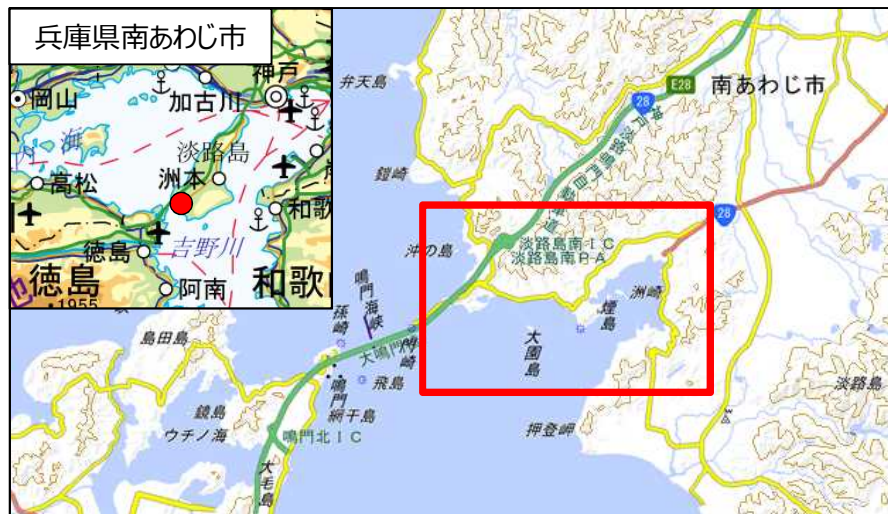 兵庫県南あわじ市
岡山
加古川
神戸
内
海
淡路島
高松
洲本
和歌
徳島
吉野川
徳島
阿南
和歌
・1955
弁天島
28
E28
南あわじ市
神戸淡路鳴門自動車道
鎧崎
28
沖の島
淡路島南IC
淡路島南PA
洲崎
煙島
鳴門海峡
孫崎
大園島
島田島
大鳴門
飛島
淡路島
鳴門
網干島
鏡島
ウチノ海
押登岬
鳴門北IC
大毛島